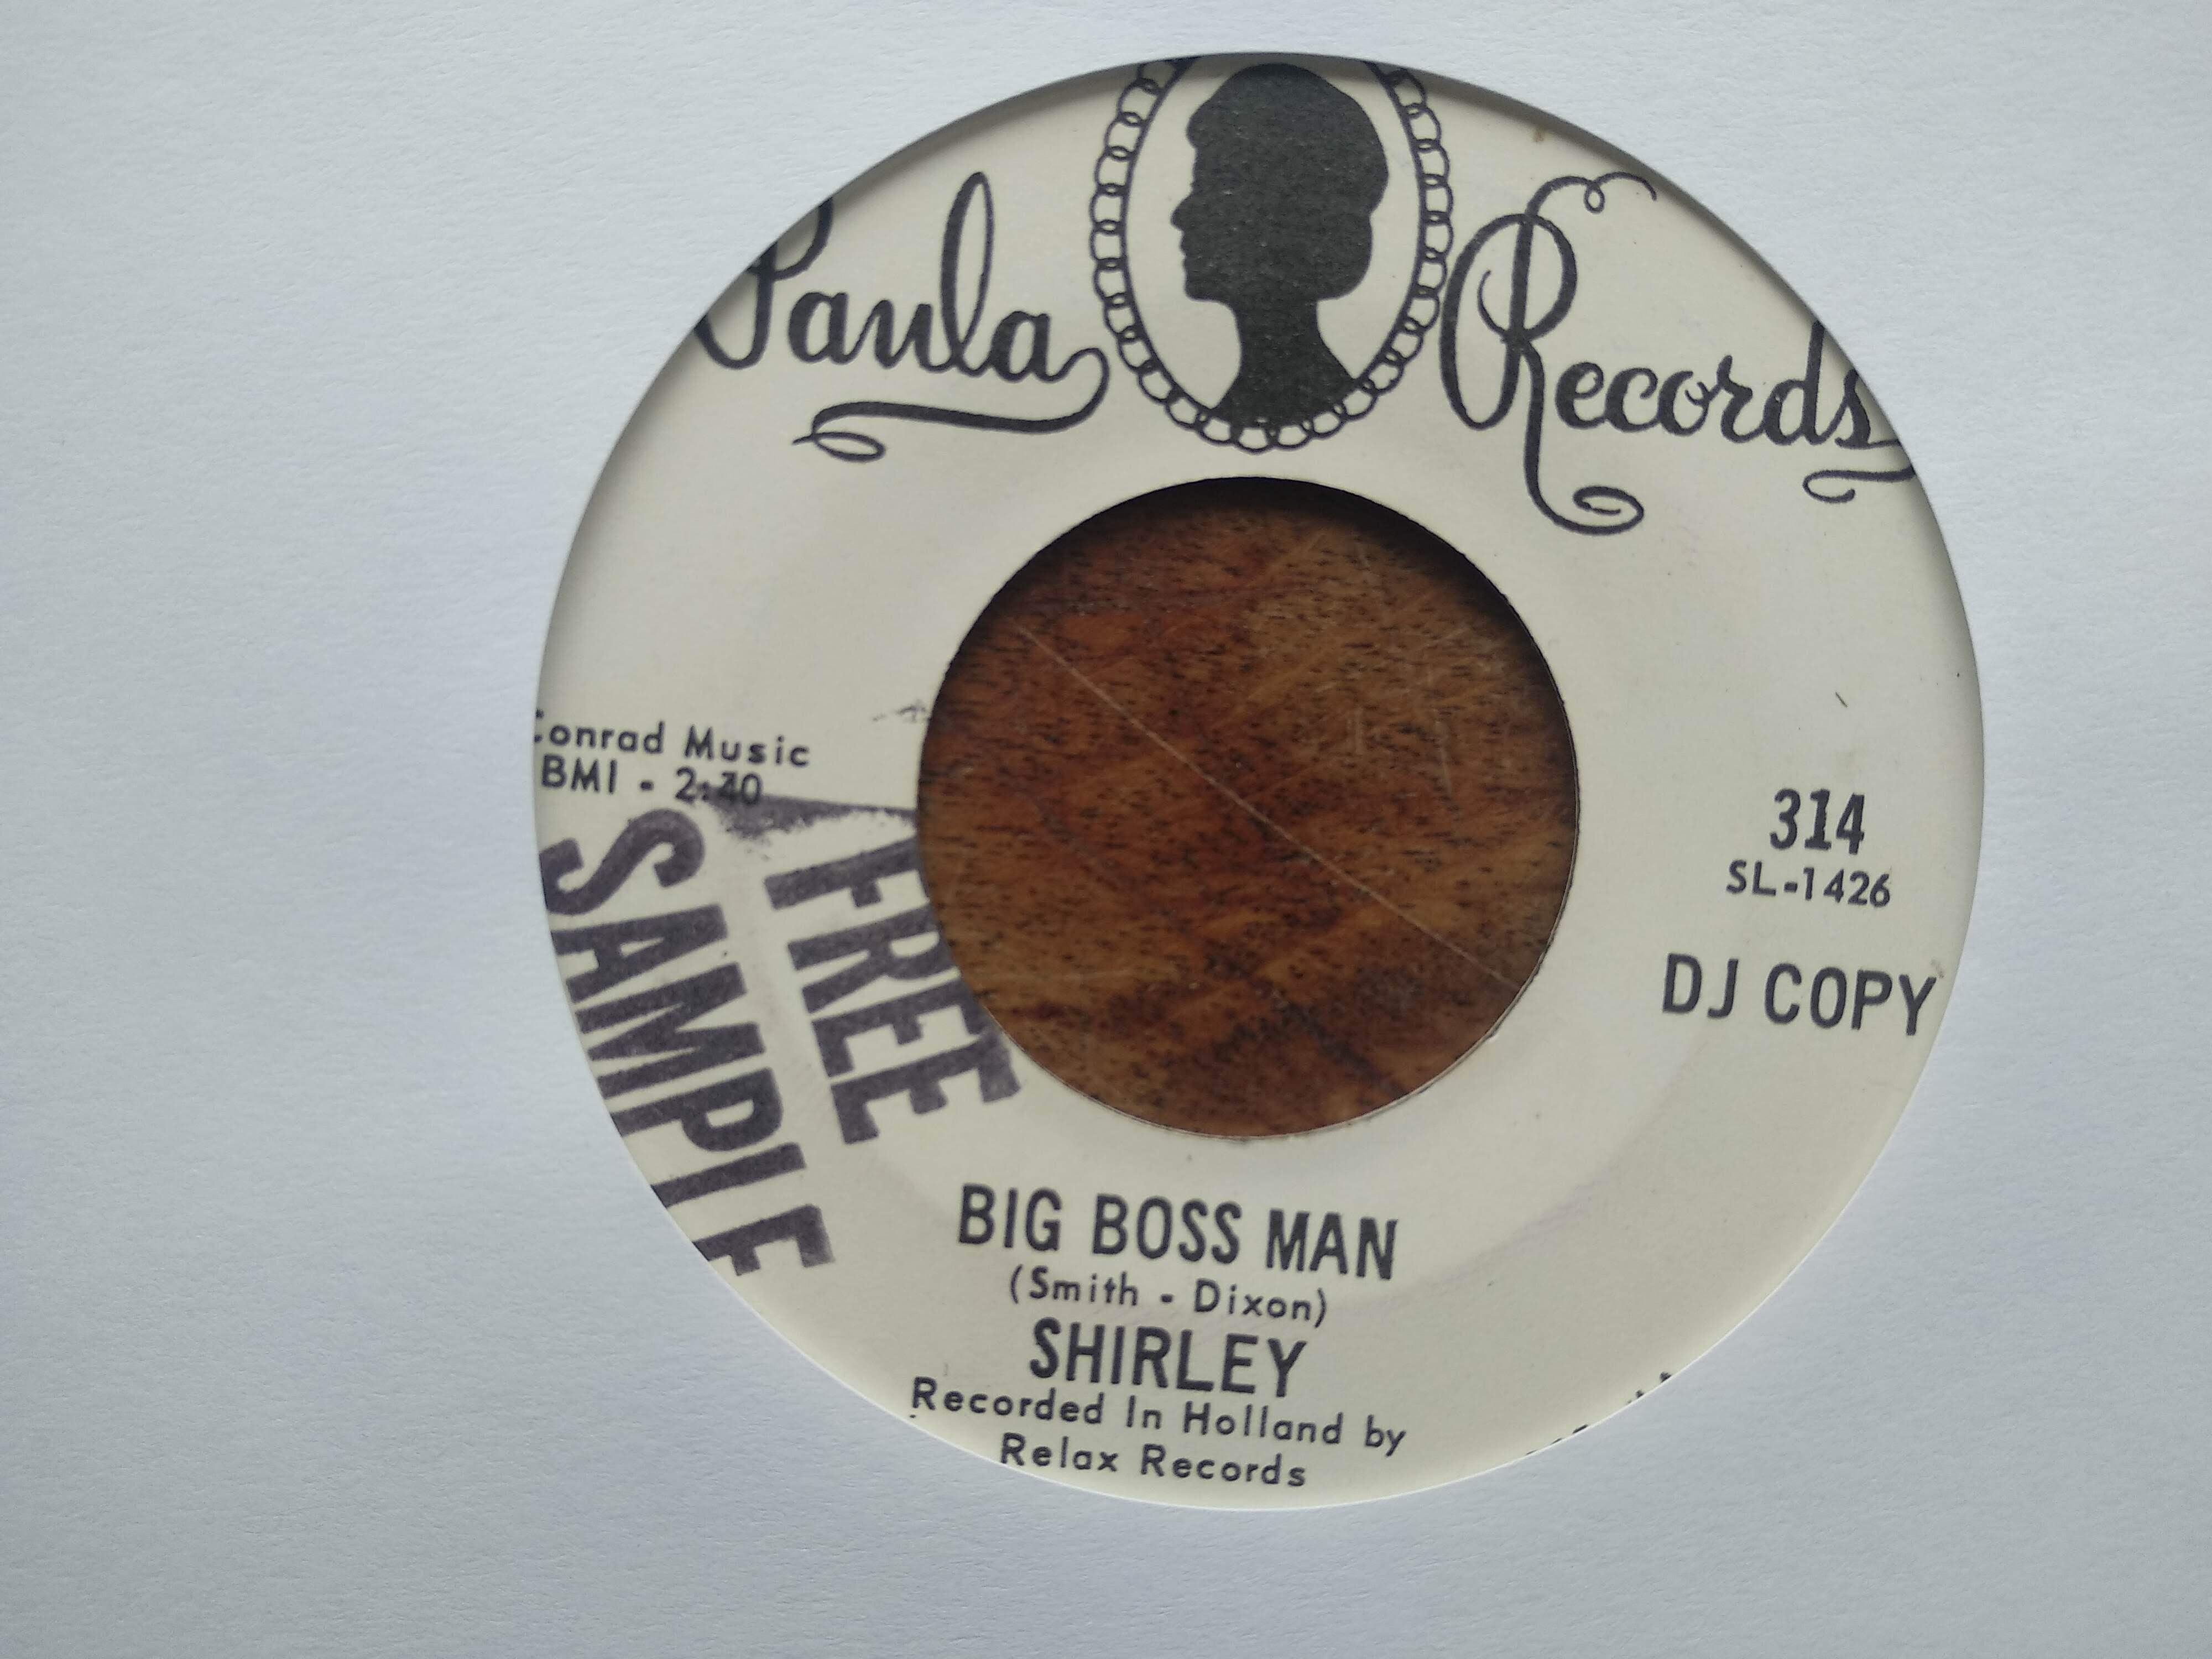 Paula Records
Conrad Music
BMI - 2:30
314
SL-1426
DJ COPY
FREE
SAMPLE
BIG BOSS MAN
(Smith - Dixon)
SHIRLEY
Recorded In Holland by
Relax Records